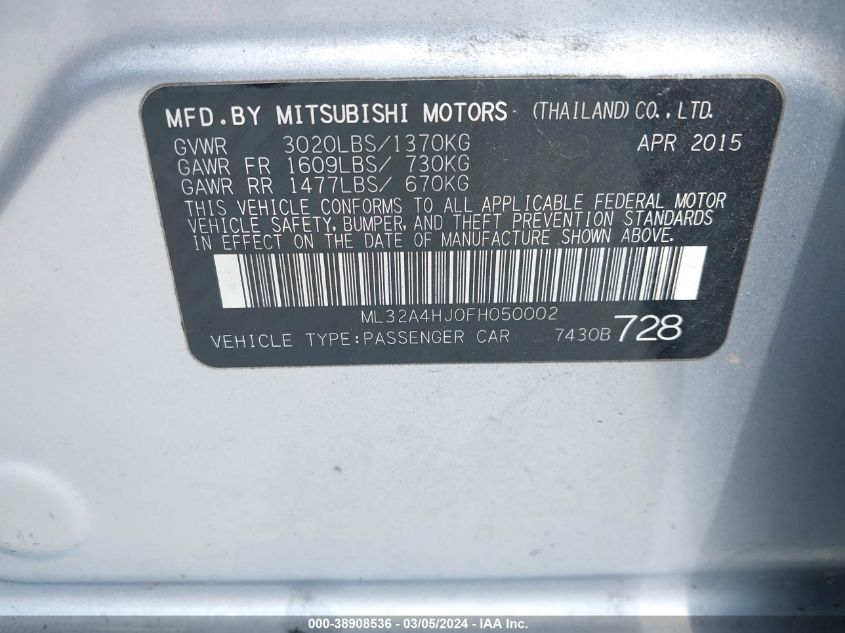 MFD.BY MITSUBISHI MOTORS (THAILAND)CO.,LTD.
GVWR 3020LBS/1370KG APR 2015
GAWR FR 1609LBS/ 730KG
GAWR RR 1477LBS/ 670KG
THIS VEHICLE CONFORMS TO ALL APPLICABLE FEDERAL MOTOR
VEHICLE SAFETY, BUMPER, AND THEFT PREVENTION STANDARDS
IN EFFECT ON THE DATE OF MANUFACTURE SHOWN ABOVE.
ML32A4HJ0FH050002
VEHICLE TYPE:PASSENGER CAR 7430B 728
000-38908536 - 03/05/2024 - IAA Inc.